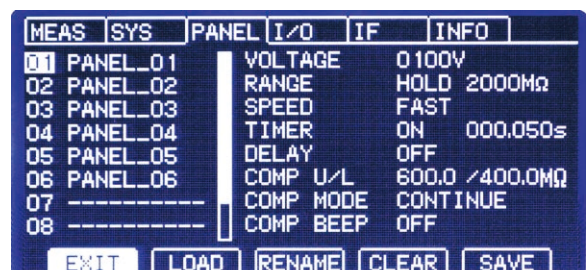 MEAS SYS PANEL I/O IF INFO
01 PANEL_01 VOLTAGE 0100V
02 PANEL_02 RANGE HOLD 2000MΩ
03 PANEL_03 SPEED FAST
04 PANEL_04 TIMER ON 000.050s
05 PANEL_05 DELAY OFF
06 PANEL_06 COMP U/L 600.0 /400.0MΩ
07 ---------- COMP MODE CONTINUE
08 ---------- COMP BEEP OFF
EXIT LOAD RENAME CLEAR SAVE